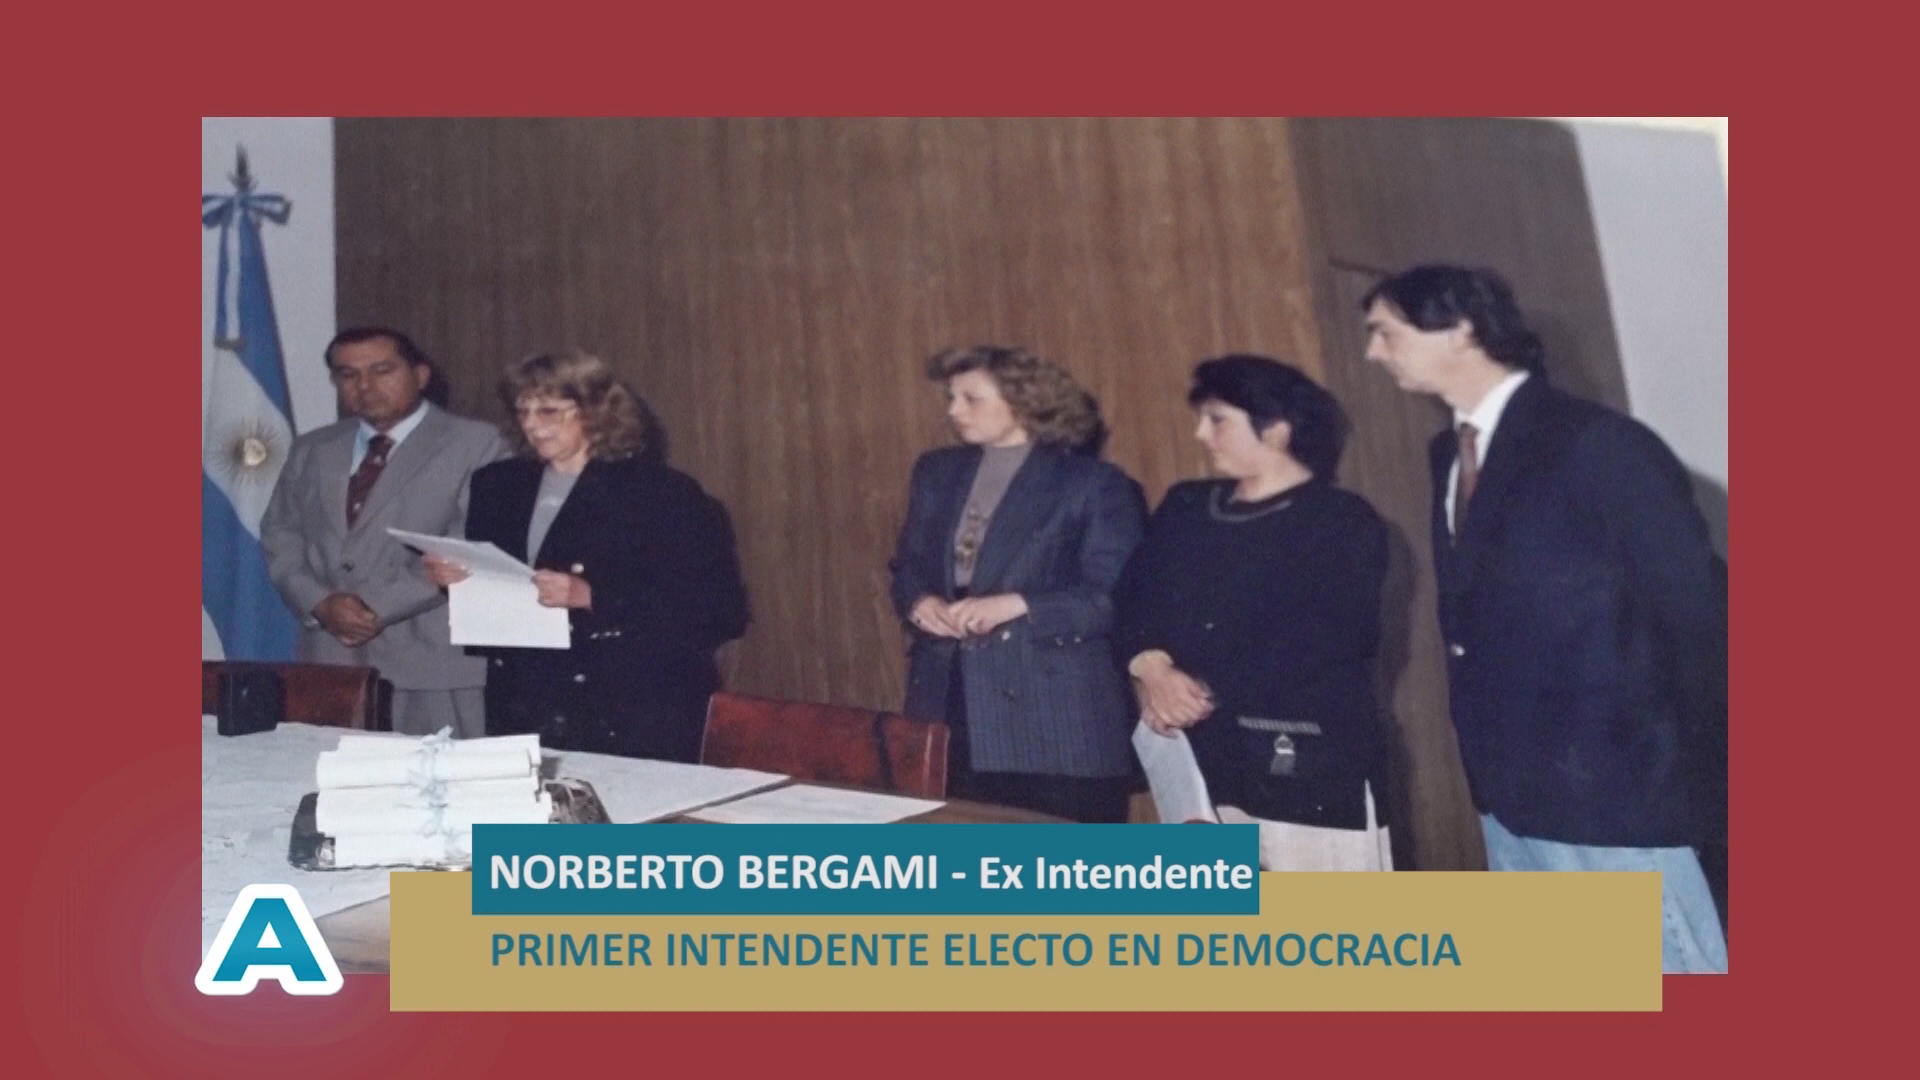 NORBERTO BERGAMI - Ex Intendente
PRIMER INTENDENTE ELECTO EN DEMOCRACIA
A